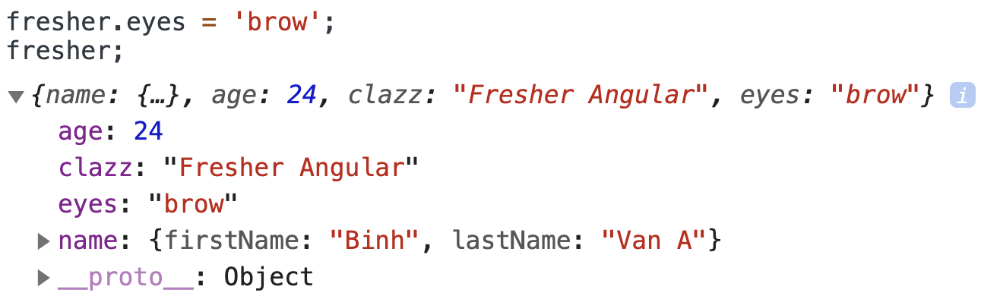 fresher.eyes = 'brow';
fresher;
{name: {…}, age: 24, clazz: "Fresher Angular", eyes: "brow"} i
age: 24
clazz: "Fresher Angular"
eyes: "brow"
name: {firstName: "Binh", lastName: "Van A"}
__proto__: Object